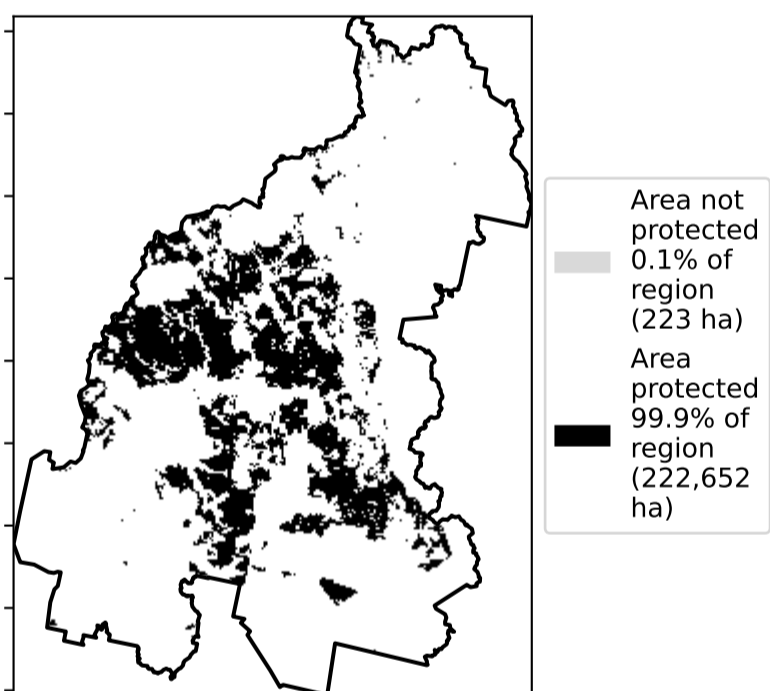 Area not
protected
0.1% of
region
(223 ha)
Area
protected
99.9% of
region
(222,652
ha)